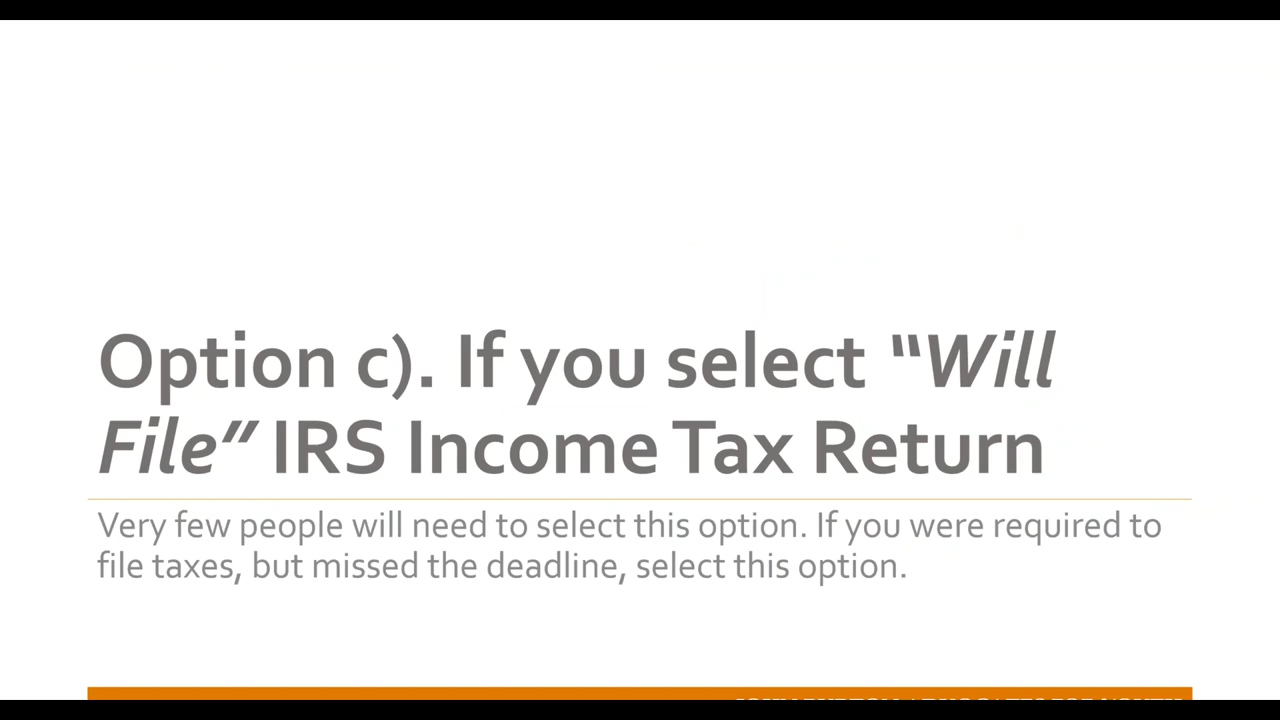 Option c). If you select “Will
File” IRS Income Tax Return
Very few people will need to select this option. If you were required to
file taxes, but missed the deadline, select this option.